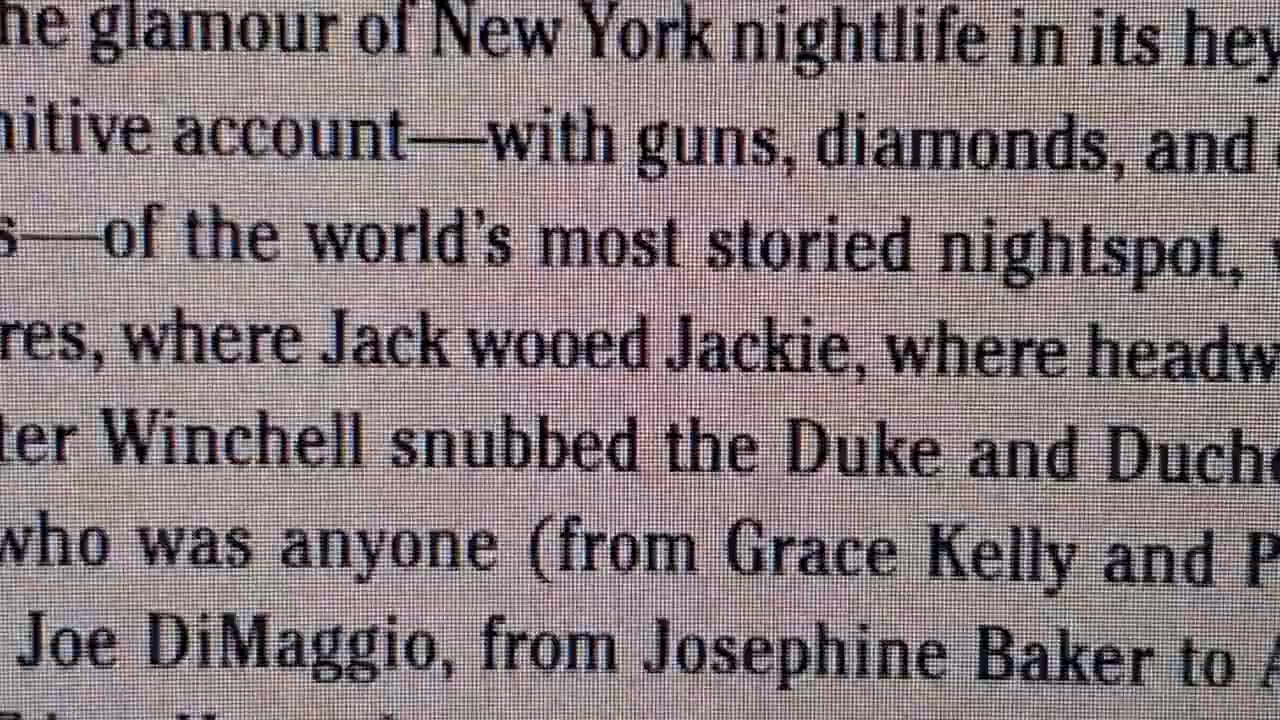 he glamour of New York nightlife in its hey
nitive account—with guns, diamonds, and
s—of the world's most storied nightspot,
res, where Jack wooed Jackie, where headw
ter Winchell snubbed the Duke and Duche
who was anyone (from Grace Kelly and P
Joe DiMaggio, from Josephine Baker to A